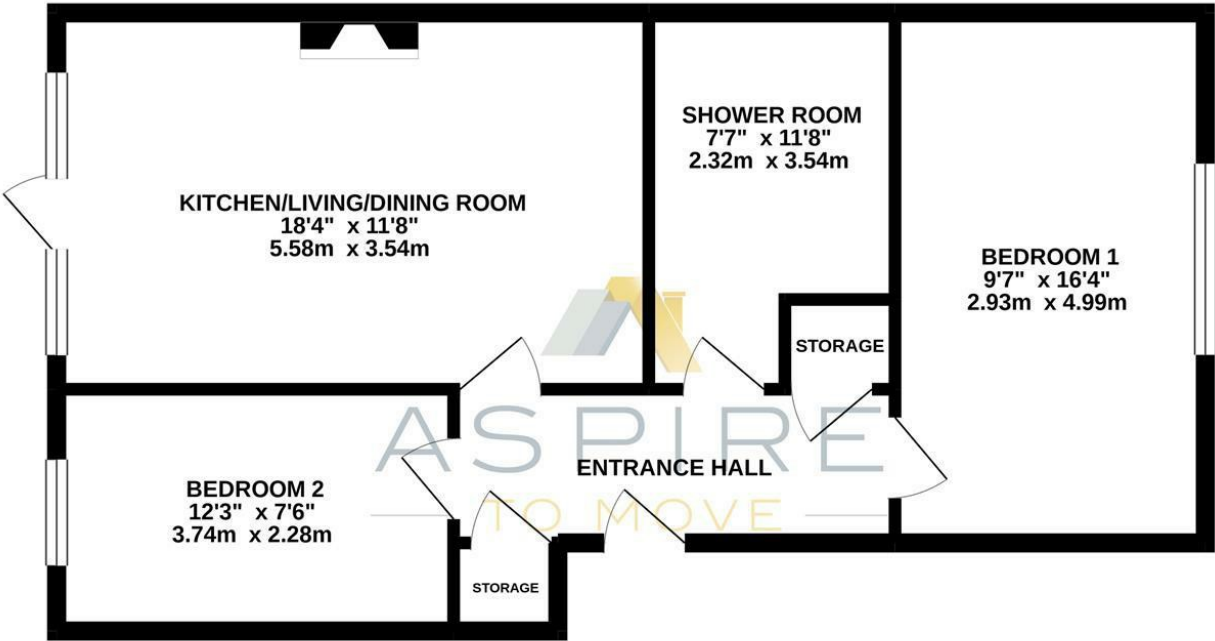 KITCHEN/LIVING/DINING ROOM
18'4" x 11'8"
5.58m x 3.54m
SHOWER ROOM
7'7" x 11'8"
2.32m x 3.54m
BEDROOM 1
9'7" x 16'4"
2.93m x 4.99m
STORAGE
ASPIRE
TO MOVE
ENTRANCE HALL
BEDROOM 2
12'3" x 7'6"
3.74m x 2.28m
STORAGE